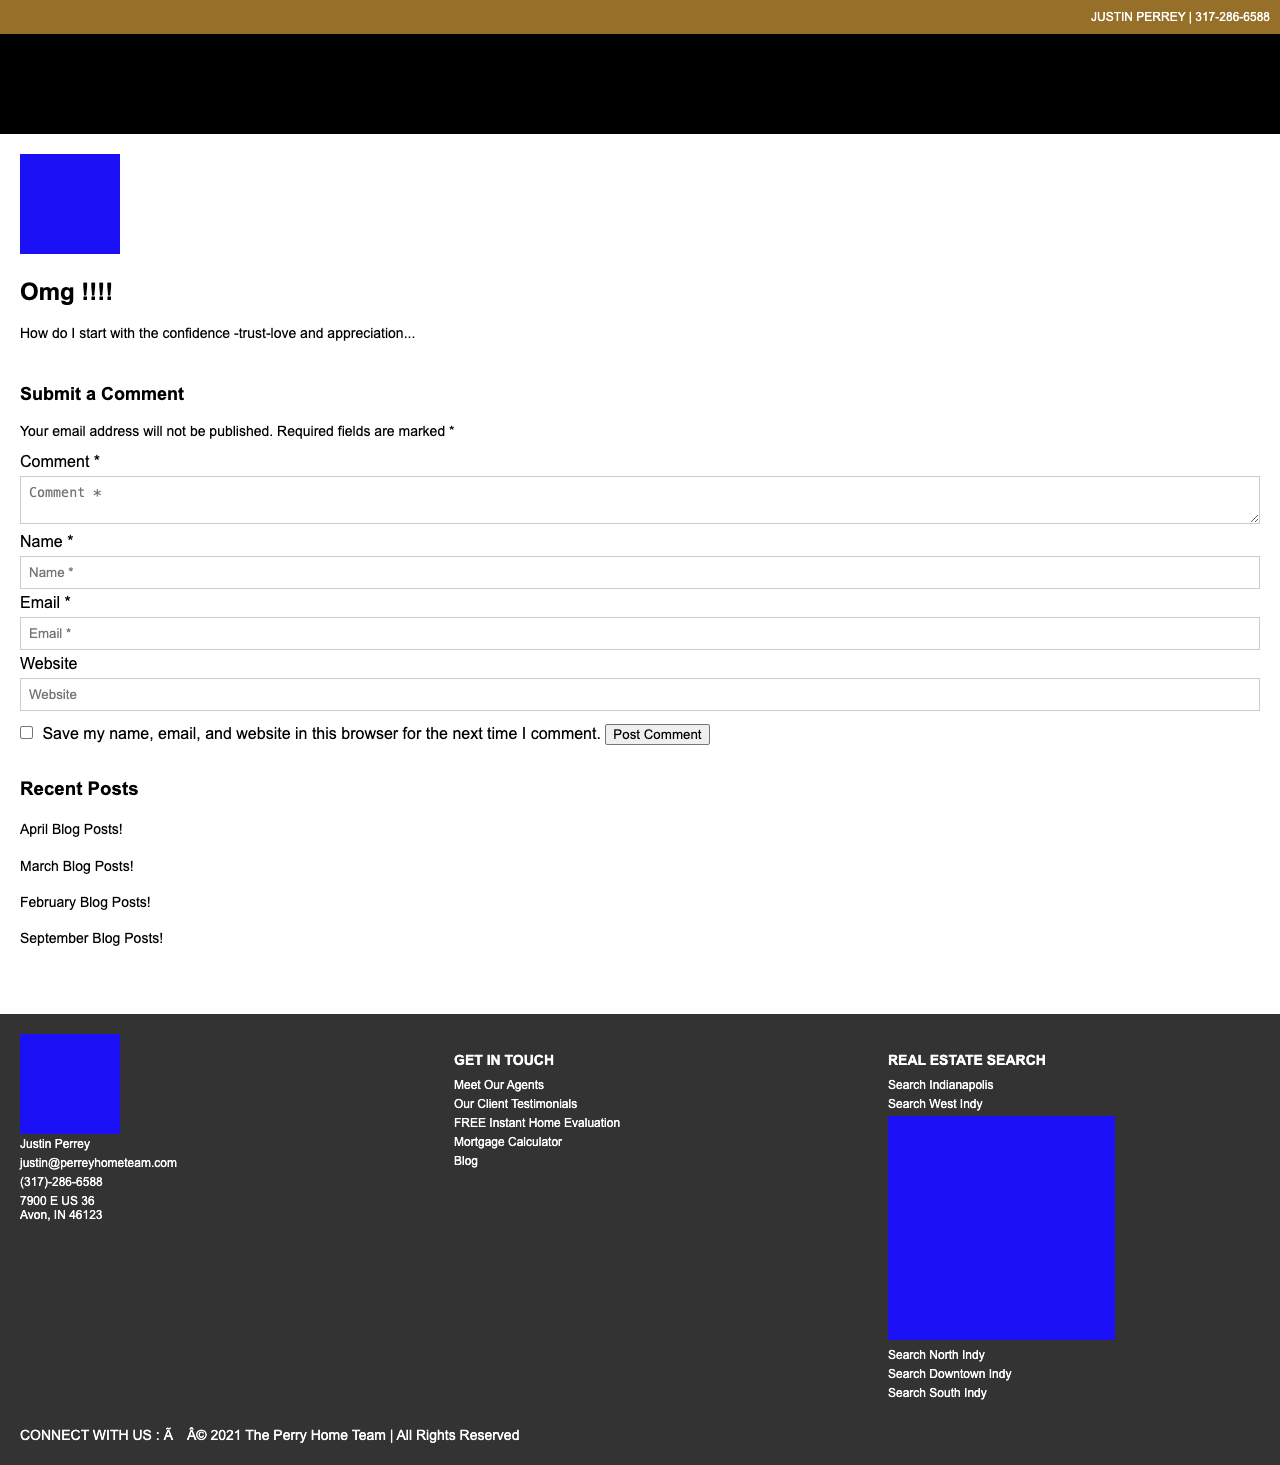 JUSTIN PERREY | 317-286-6588
Omg !!!!
How do I start with the confidence -trust-love and appreciation...
Submit a Comment
Your email address will not be published. Required fields are marked *
Comment *
Comment *
Name *
Name *
Email *
Email *
Website
Website
Save my name, email, and website in this browser for the next time I comment. Post Comment
Recent Posts
April Blog Posts!
March Blog Posts!
February Blog Posts!
September Blog Posts!
Justin Perrey
justin@perreyhometeam.com
(317)-286-6588
7900 E US 36
Avon, IN 46123
GET IN TOUCH
Meet Our Agents
Our Client Testimonials
FREE Instant Home Evaluation
Mortgage Calculator
Blog
REAL ESTATE SEARCH
Search Indianapolis
Search West Indy
Search North Indy
Search Downtown Indy
Search South Indy
CONNECT WITH US : Ã Â© 2021 The Perry Home Team | All Rights Reserved